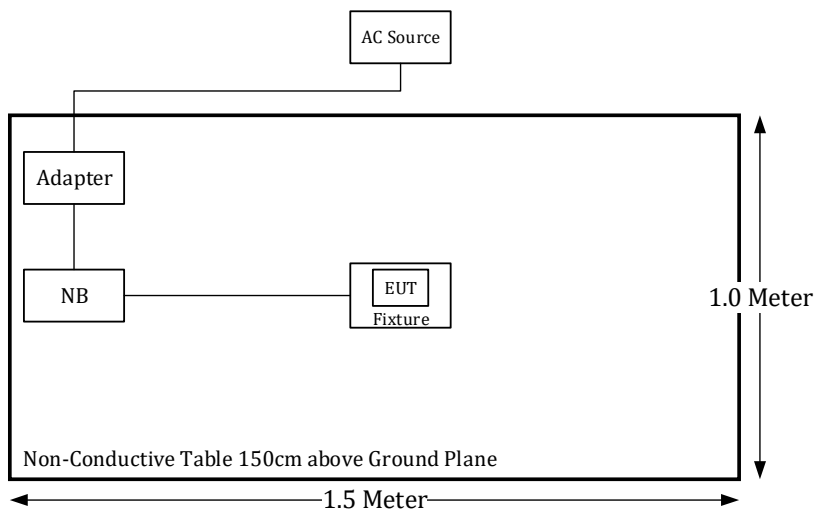 AC Source
Adapter
NB
EUT
Fixture
1.0 Meter
Non-Conductive Table 150cm above Ground Plane
1.5 Meter